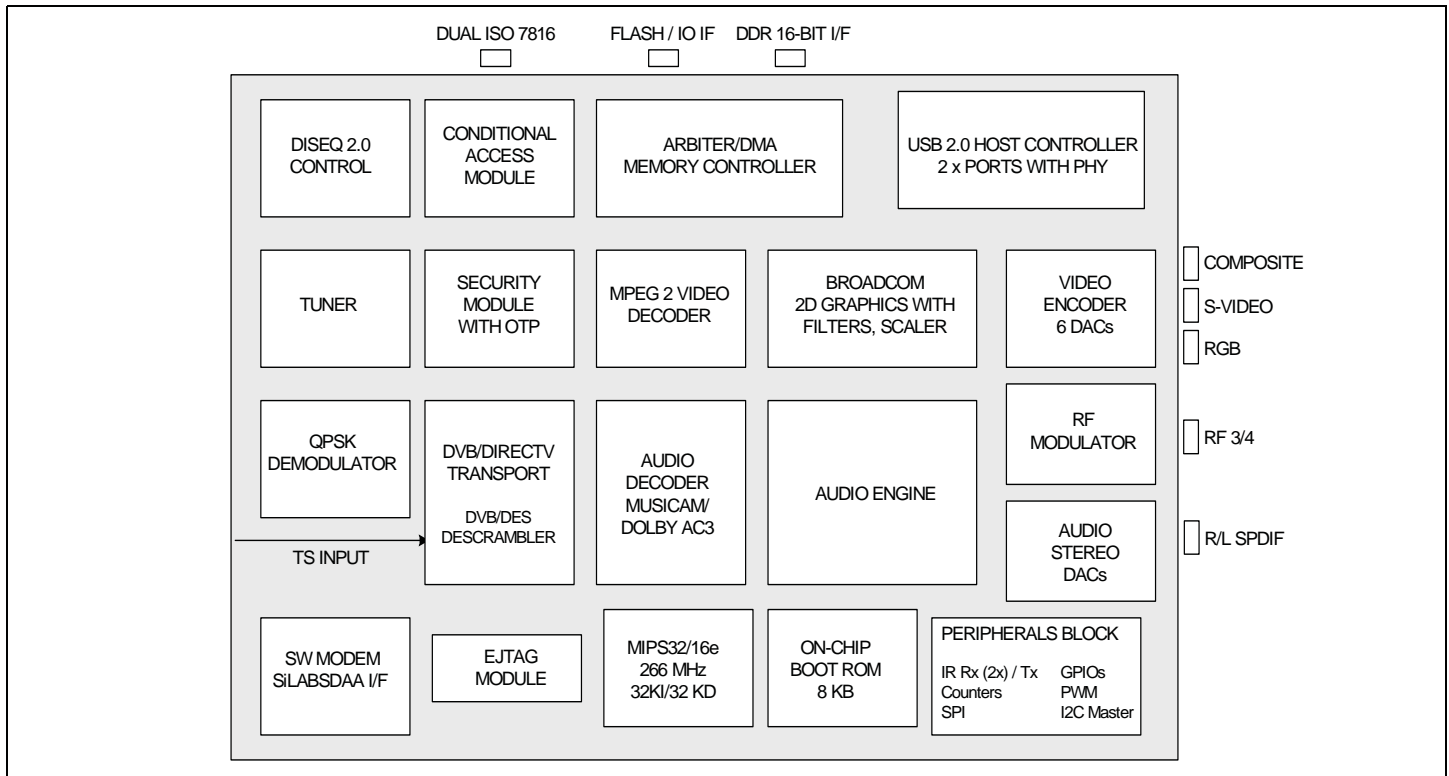 DUAL ISO 7816
FLASH / IO IF
DDR 16-BIT I/F
DISEQ 2.0
CONTROL
CONDITIONAL
ACCESS
MODULE
ARBITER/DMA
MEMORY CONTROLLER
USB 2.0 HOST CONTROLLER
2 x PORTS WITH PHY
TUNER
SECURITY
MODULE
WITH OTP
MPEG 2 VIDEO
DECODER
BROADCOM
2D GRAPHICS WITH
FILTERS, SCALER
VIDEO
ENCODER
6 DACs
COMPOSITE
S-VIDEO
RGB
QPSK
DEMODULATOR
DVB/DIRECTV
TRANSPORT
DVB/DES
DESCRAMBLER
AUDIO
DECODER
MUSICAM/
DOLBY AC3
AUDIO ENGINE
RF
MODULATOR
RF 3/4
TS INPUT
AUDIO
STEREO
DACs
R/L SPDIF
SW MODEM
SiLABSDAA I/F
EJTAG
MODULE
MIPS32/16e
266 MHz
32KI/32 KD
ON-CHIP
BOOT ROM
8 KB
PERIPHERALS BLOCK
IR Rx (2x) / Tx GPIOs
Counters PWM
SPI I2C Master